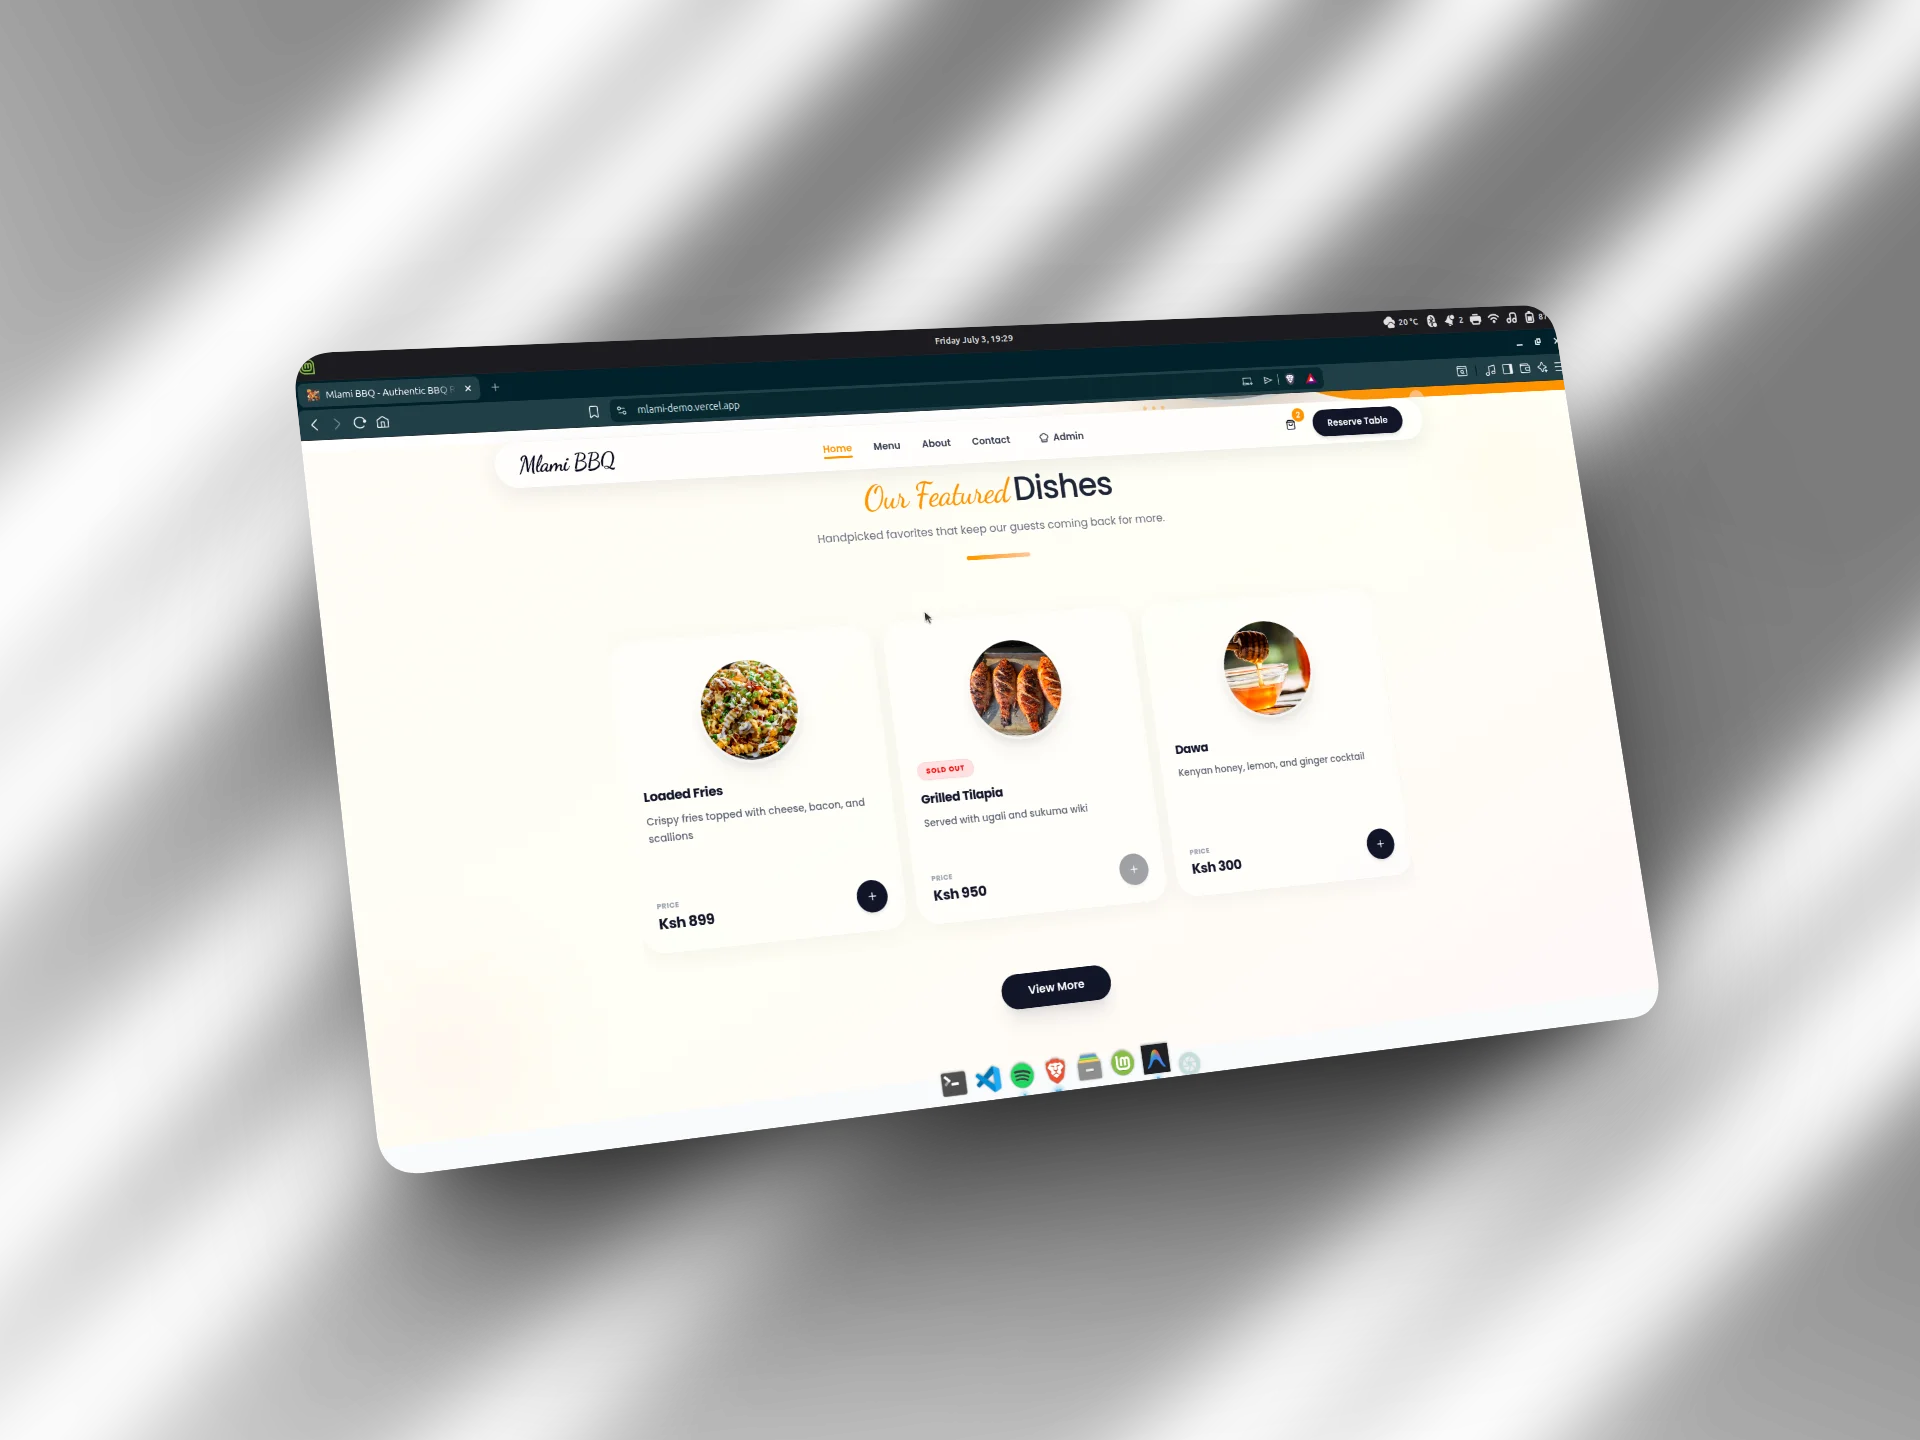 Friday July 3, 19:29
20°C
2
Mlami BBQ - Authentic BBQ
mlami-demo.vercel.app
Mlami BBQ
Home
Menu
About
Contact
Admin
2
Reserve Table
Our Featured Dishes
Handpicked favorites that keep our guests coming back for more.
Loaded Fries
Crispy fries topped with cheese, bacon, and
scallions
PRICE
Ksh 899
SOLD OUT
Grilled Tilapia
Served with ugali and sukuma wiki
PRICE
Ksh 950
Dawa
Kenyan honey, lemon, and ginger cocktail
PRICE
Ksh 300
View More